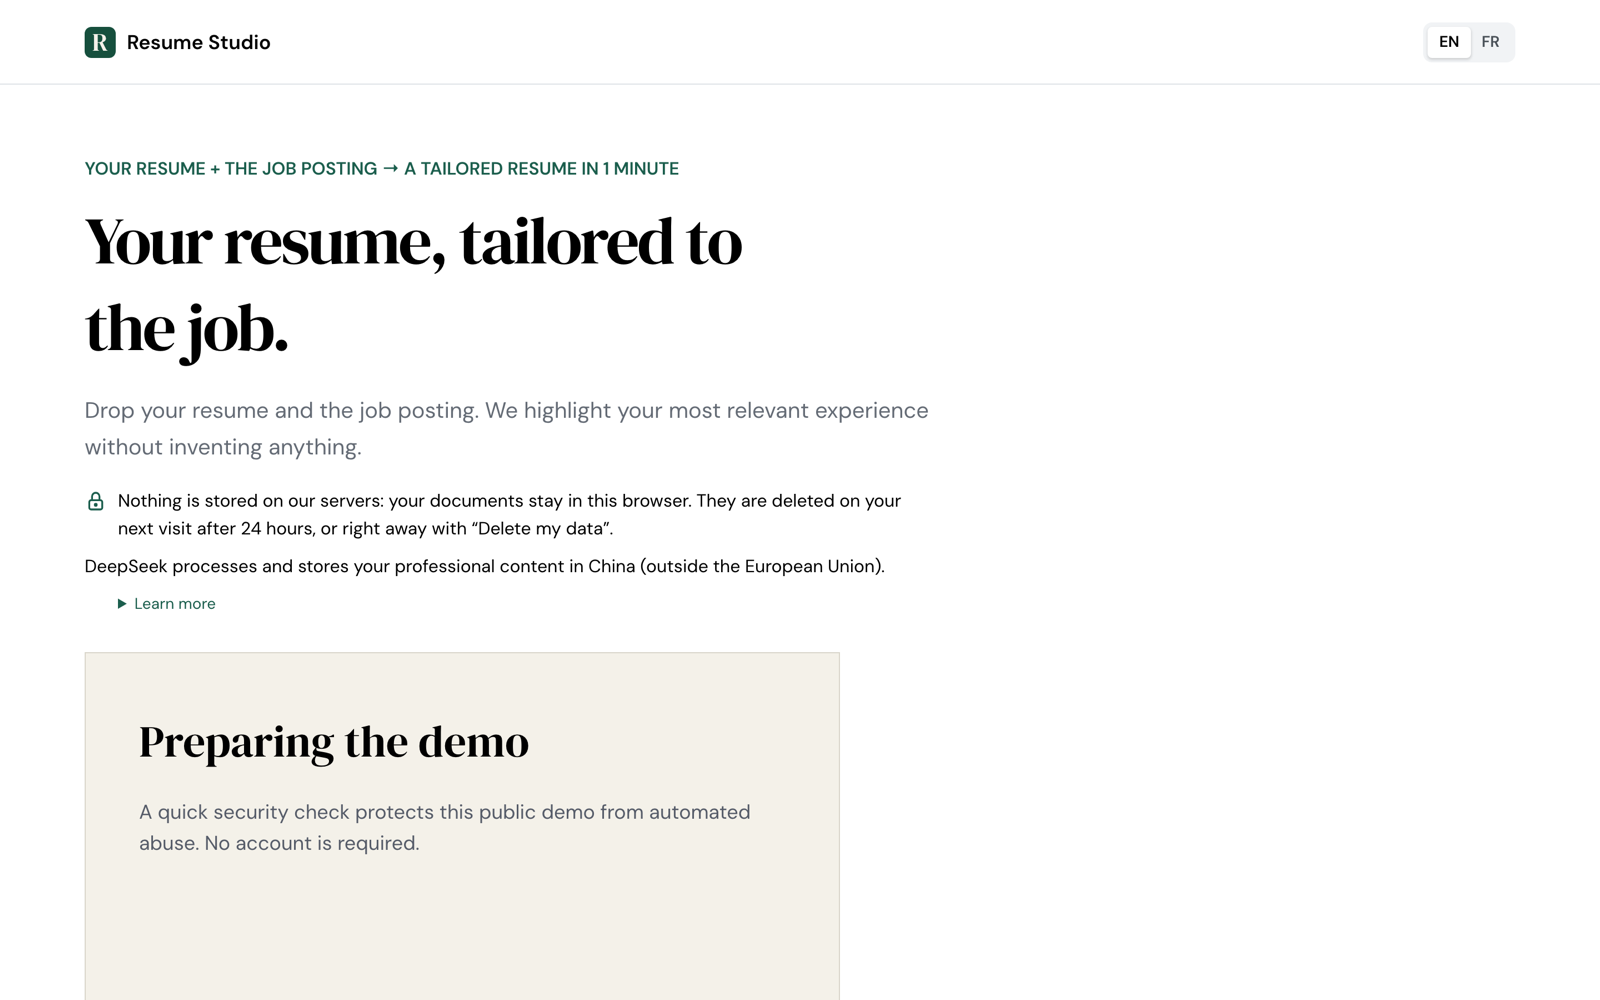 R Resume Studio
EN FR
YOUR RESUME + THE JOB POSTING → A TAILORED RESUME IN 1 MINUTE
Your resume, tailored to
the job.
Drop your resume and the job posting. We highlight your most relevant experience
without inventing anything.
Nothing is stored on our servers: your documents stay in this browser. They are deleted on your
next visit after 24 hours, or right away with “Delete my data”.
DeepSeek processes and stores your professional content in China (outside the European Union).
▶ Learn more
Preparing the demo
A quick security check protects this public demo from automated
abuse. No account is required.